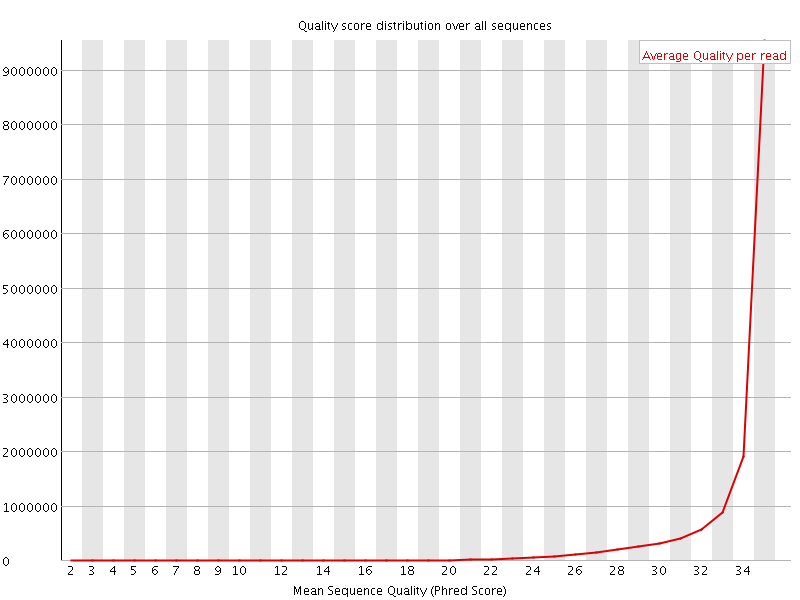 Quality score distribution over all sequences
Average Quality per read
9000000
8000000
7000000
6000000
5000000
4000000
3000000
2000000
1000000
0
2 3 4 5 6 7 8 9 10 12 14 16 18 20 22 24 26 28 30 32 34
Mean Sequence Quality (Phred Score)